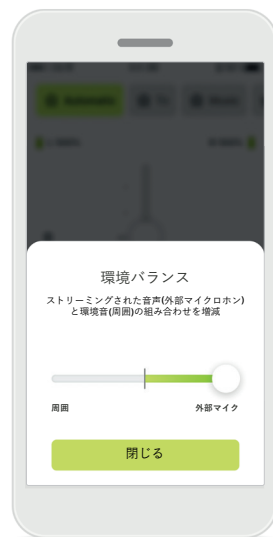 環境バランス
ストリーミングされた音声(外部マイクロホン)
と環境音(周囲)の組み合わせを増減
周囲
外部マイク
閉じる